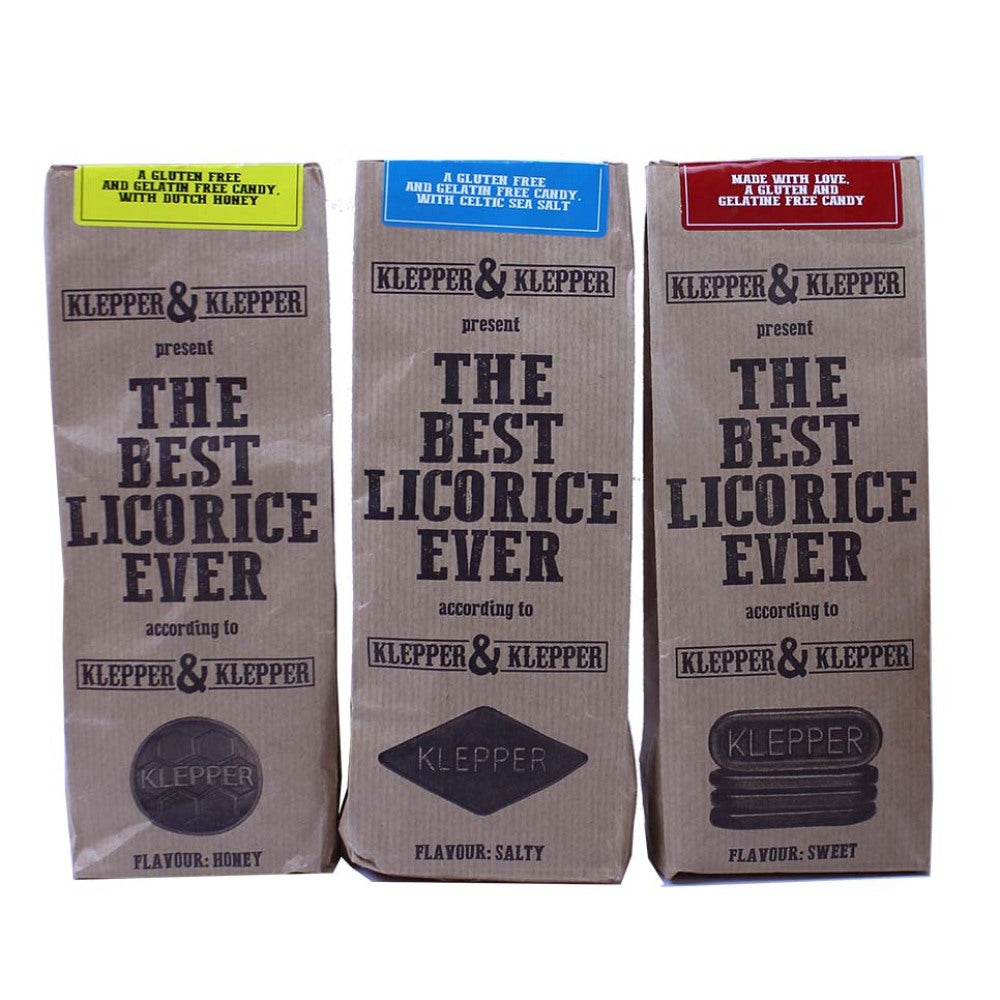 A GLUTEN FREE
AND GELATIN FREE CANDY.
WITH DUTCH HONEY
KLEPPER & KLEPPER
present
THE
BEST
LICORICE
EVER
according to
KLEPPER & KLEPPER
KLEPPER
FLAVOUR: HONEY
A GLUTEN FREE
AND GELATIN FREE CANDY.
WITH CELTIC SEA SALT
KLEPPER & KLEPPER
present
THE
BEST
LICORICE
EVER
according to
KLEPPER & KLEPPER
KLEPPER
FLAVOUR: SALTY
MADE WITH LOVE.
A GLUTEN AND
GELATINE FREE CANDY
KLEPPER & KLEPPER
present
THE
BEST
LICORICE
EVER
according to
KLEPPER & KLEPPER
KLEPPER
FLAVOUR: SWEET